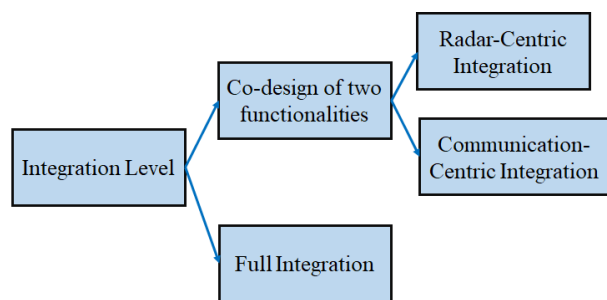 Radar-Centric
Integration
Co-design of two
functionalities
Communication-
Centric Integration
Integration Level
Full Integration